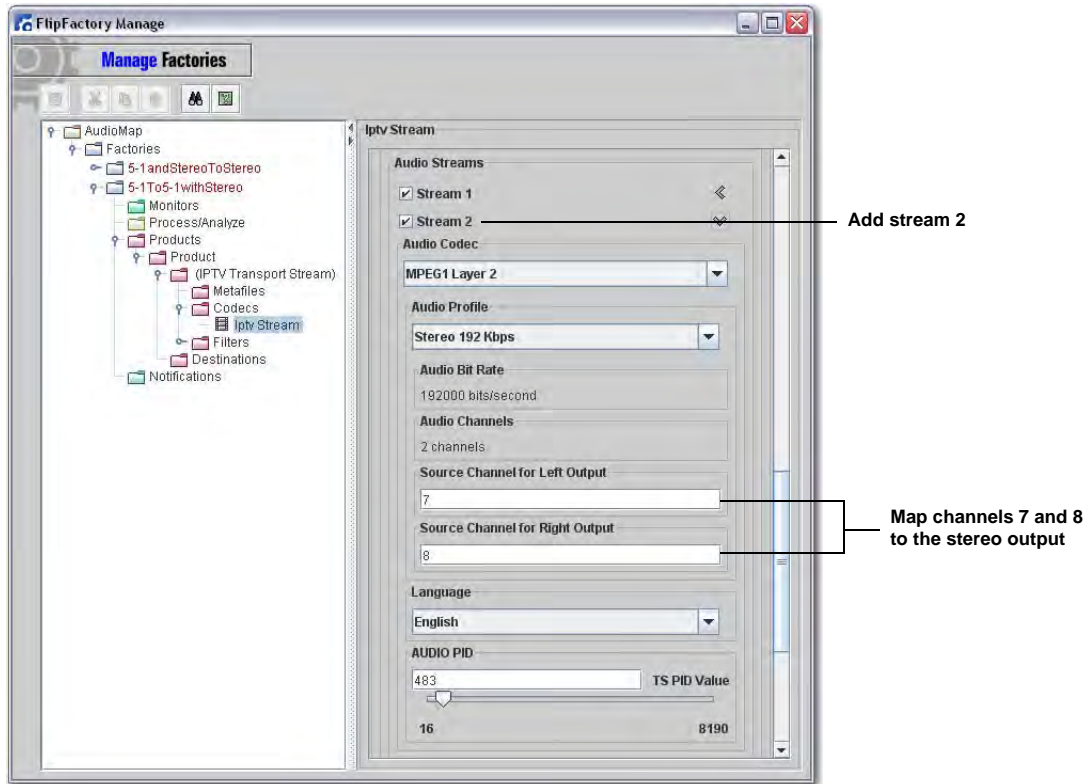 FlipFactory Manage
Manage Factories
AudioMap
Factories
5-1andStereoToStereo
5-1To5-1withStereo
Monitors
Process/Analyze
Products
Product
(IPTV Transport Stream)
Metafiles
Codecs
Iptv Stream
Filters
Destinations
Notifications
Iptv Stream
Audio Streams
Stream 1
Stream 2
Audio Codec
MPEG1 Layer 2
Audio Profile
Stereo 192 Kbps
Audio Bit Rate
192000 bits/second
Audio Channels
2 channels
Source Channel for Left Output
7
Source Channel for Right Output
8
Language
English
AUDIO PID
483 TS PID Value
16 8190
Add stream 2
Map channels 7 and 8
to the stereo output